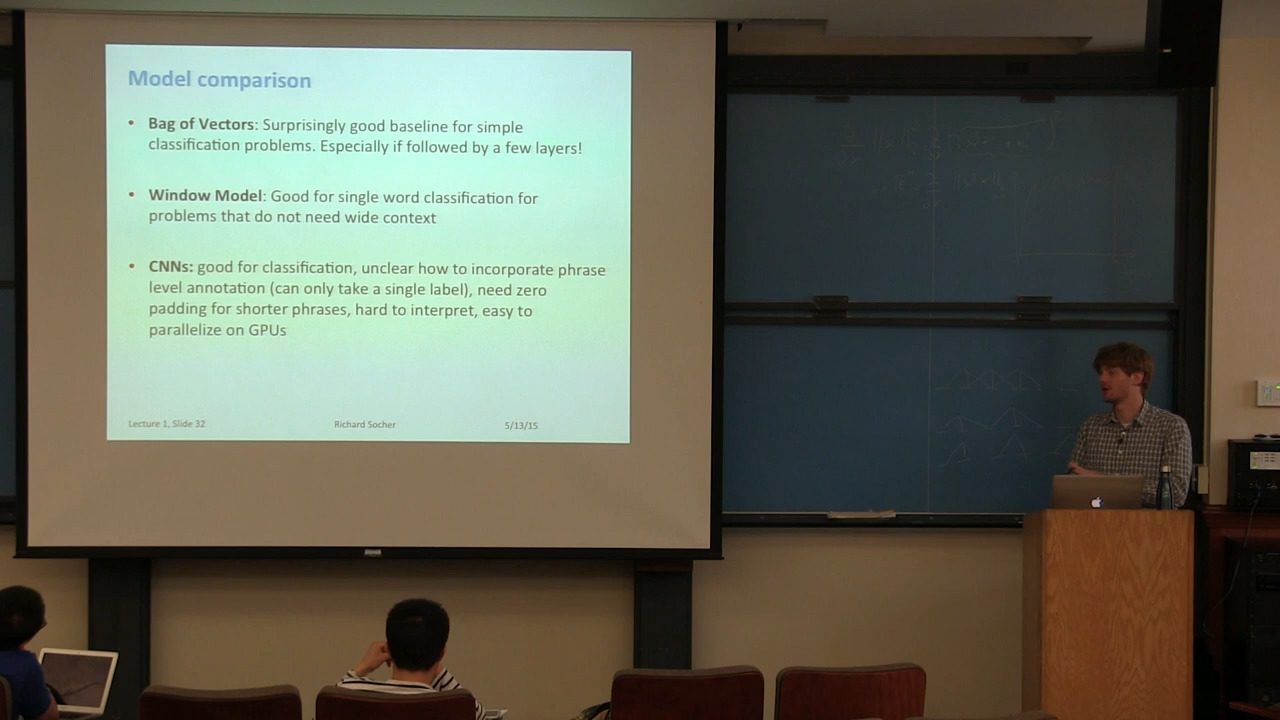 Model comparison
• Bag of Vectors: Surprisingly good baseline for simple
classification problems. Especially if followed by a few layers!
• Window Model: Good for single word classification for
problems that do not need wide context
• CNNs: good for classification, unclear how to incorporate phrase
level annotation (can only take a single label), need zero
padding for shorter phrases, hard to interpret, easy to
parallelize on GPUs
Lecture 1, Slide 32 Richard Socher 5/13/15